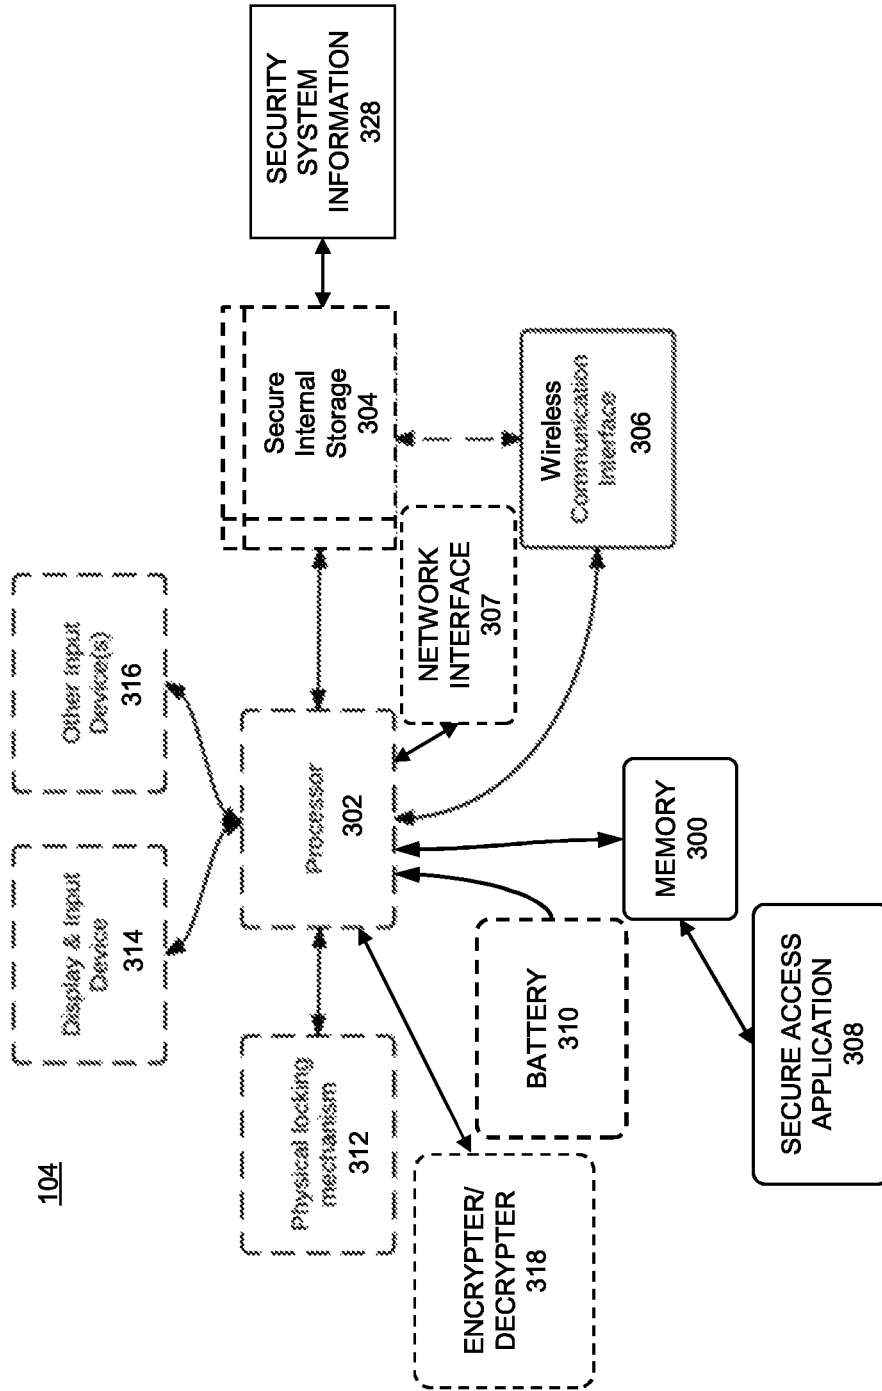 104
Display & Input
Device
314
Other Input
Device(s)
316
Physical locking
mechanism
312
Processor
302
Secure
Internal
Storage
304
SECURITY
SYSTEM
INFORMATION
328
ENCRYPTER/
DECRYPTER
318
BATTERY
310
NETWORK
INTERFACE
307
Wireless
Communication
Interface
306
MEMORY
300
SECURE ACCESS
APPLICATION
308